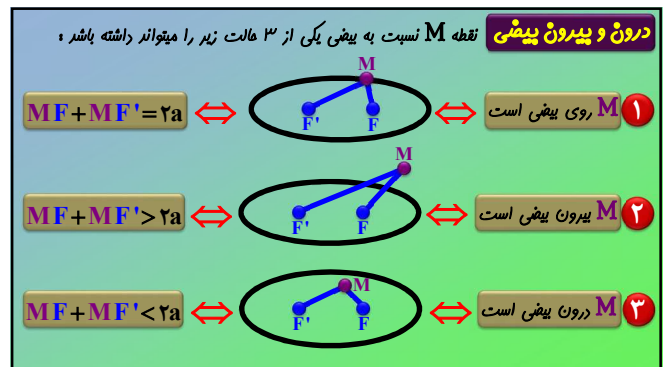 درون و بیرون بیضی
نقطه M نسبت به بیضی یکی از ۳ حالت زیر را میتواند داشته باشد :
۱ M روی بیضی است
M
F' F
MF+MF'=۲a
۲ M بیرون بیضی است
M
F' F
MF+MF'>۲a
۳ M درون بیضی است
M
F' F
MF+MF'<۲a